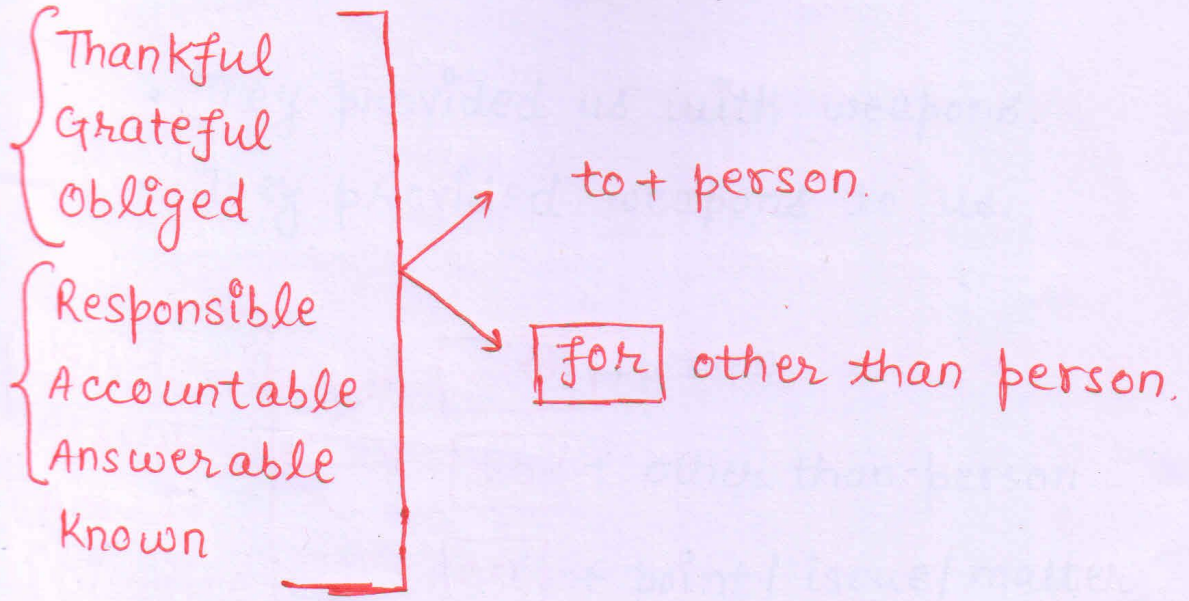 Thankful
Grateful
Obliged
Responsible
Accountable
Answerable
Known
to + person
for other than person.